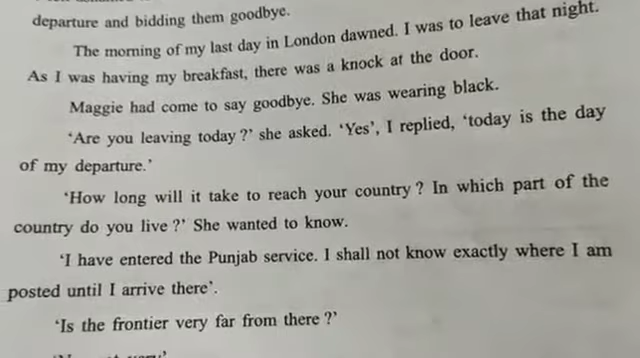 departure and bidding them goodbye.
The morning of my last day in London dawned. I was to leave that night.
As I was having my breakfast, there was a knock at the door.
Maggie had come to say goodbye. She was wearing black.
‘Are you leaving today ?’ she asked. ‘Yes’, I replied, ‘today is the day
of my departure.’
‘How long will it take to reach your country ? In which part of the
country do you live ?’ She wanted to know.
‘I have entered the Punjab service. I shall not know exactly where I am
posted until I arrive there’.
‘Is the frontier very far from there ?’